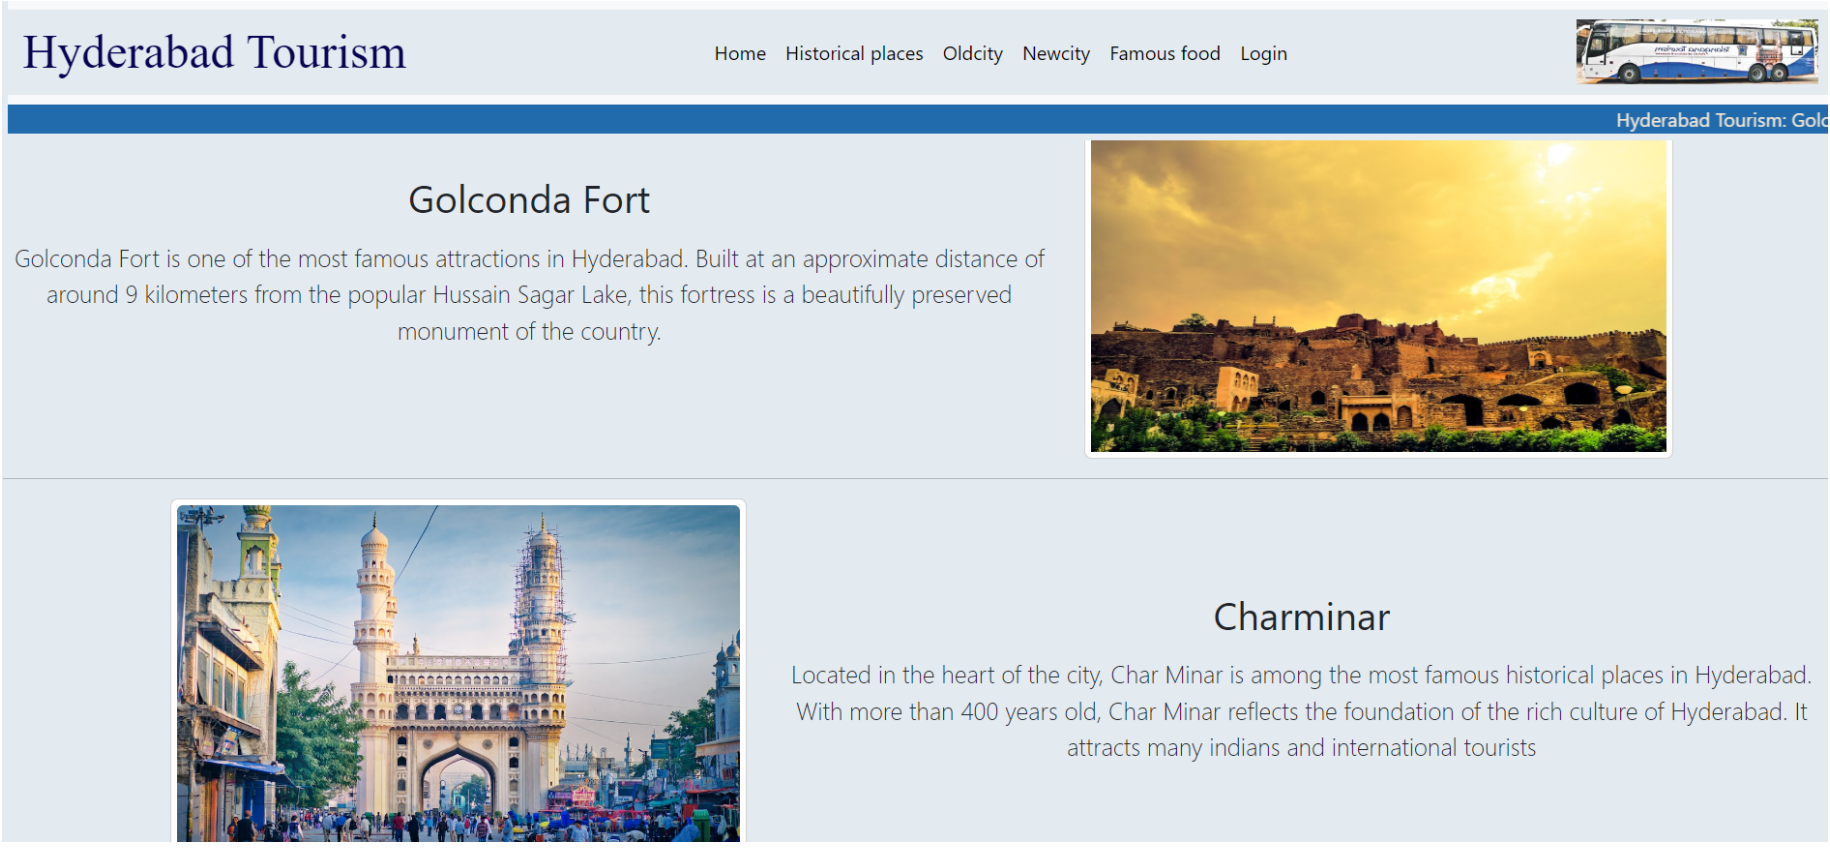 Hyderabad Tourism
Home Historical places Oldcity Newcity Famous food Login
Hyderabad Tourism: Golc
Golconda Fort
Golconda Fort is one of the most famous attractions in Hyderabad. Built at an approximate distance of
around 9 kilometers from the popular Hussain Sagar Lake, this fortress is a beautifully preserved
monument of the country.
Charminar
Located in the heart of the city, Char Minar is among the most famous historical places in Hyderabad.
With more than 400 years old, Char Minar reflects the foundation of the rich culture of Hyderabad. It
attracts many indians and international tourists